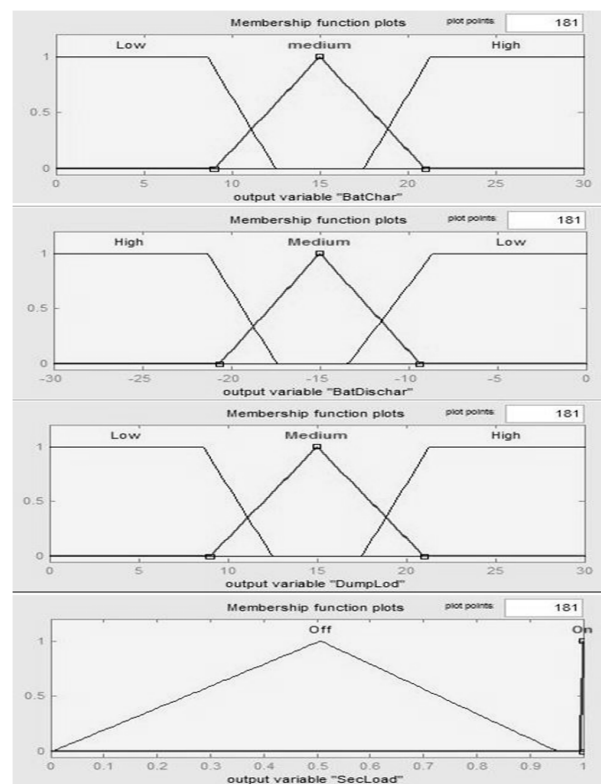 Membership function plots plot points: 181
Low medium High
1
0.5
0
0 5 10 15 20 25 30
output variable "BatChar"
Membership function plots plot points: 181
High Medium Low
1
0.5
0
-30 -25 -20 -15 -10 -5 0
output variable "BatDischar"
Membership function plots plot points: 181
Low Medium High
1
0.5
0
0 5 10 15 20 25 30
output variable "DumpLod"
Membership function plots plot points: 181
Off On
1
0.5
0
0 0.1 0.2 0.3 0.4 0.5 0.6 0.7 0.8 0.9 1
output variable "SecLoad"